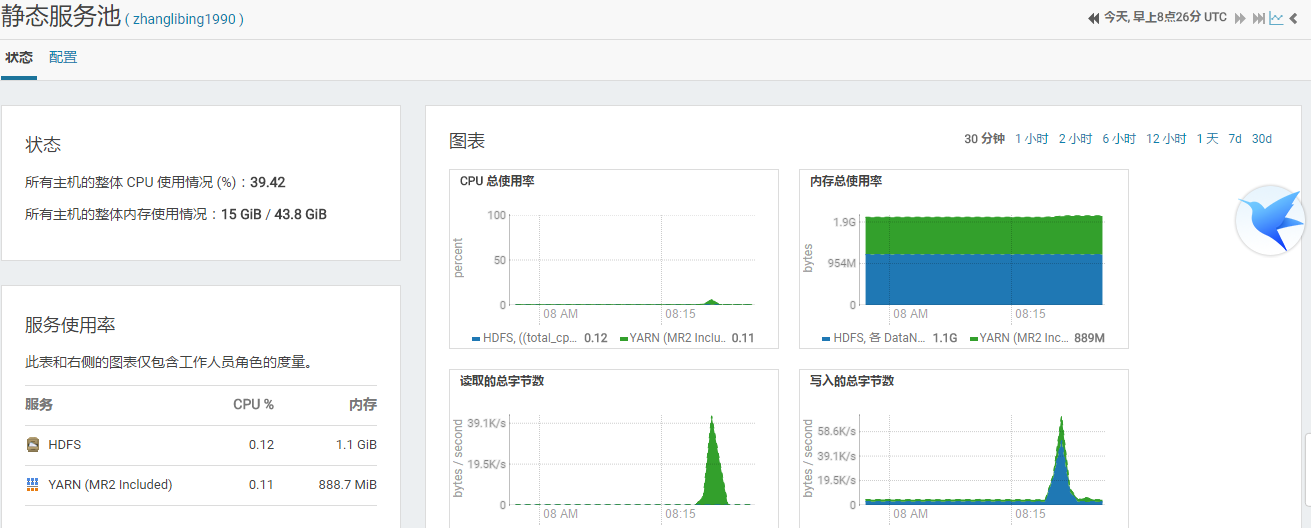 静态服务池 ( zhanglibing1990 )
今天, 早上8点26分 UTC
状态 配置
状态
所有主机的整体 CPU 使用情况 (%)：39.42
所有主机的整体内存使用情况：15 GiB / 43.8 GiB
服务使用率
此表和右侧的图表仅包含工作人员角色的度量。
服务 CPU % 内存
HDFS 0.12 1.1 GiB
YARN (MR2 Included) 0.11 888.7 MiB
图表
30 分钟 1 小时 2 小时 6 小时 12 小时 1 天 7d 30d
CPU 总使用率
percent
100
50
0
08 AM 08:15
HDFS, ((total_cp... 0.12 YARN (MR2 Inclu.. 0.11
内存总使用率
bytes
1.9G
954M
0
08 AM 08:15
HDFS, 各 DataN... 1.1G YARN (MR2 Inc... 889M
读取的总字节数
bytes / second
39.1K/s
19.5K/s
0
08 AM 08:15
写入的总字节数
bytes / second
58.6K/s
39.1K/s
19.5K/s
0
08 AM 08:15